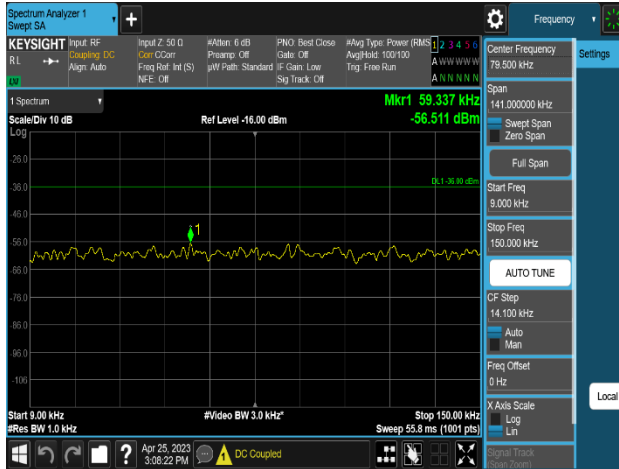 Spectrum Analyzer 1
Swept SA
Frequency
KEYSIGHT
RL
Input: RF
Coupling: DC
Align: Auto
Input Z: 50 Ω
Corr CCorr
Freq Ref: Int (S)
NFE: Off
#Atten: 6 dB
Preamp: Off
µW Path: Standard
PNO: Best Close
Gate: Off
IF Gain: Low
Sig Track: Off
#Avg Type: Power (RMS
Avg|Hold: 100/100
Trig: Free Run
1 2 3 4 5 6
A W W W W W
A N N N N N
1 Spectrum
Scale/Div 10 dB
Ref Level -16.00 dBm
Mkr1 59.337 kHz
-56.511 dBm
Log
-26.0
-36.0
-46.0
-56.0
-66.0
-76.0
-86.0
-96.0
-106
DL1 -36.00 dBm
1
Start 9.00 kHz
#Res BW 1.0 kHz
#Video BW 3.0 kHz*
Stop 150.00 kHz
Sweep 55.8 ms (1001 pts)
Apr 25, 2023
3:08:22 PM
DC Coupled
Center Frequency
79.500 kHz
Span
141.000000 kHz
Swept Span
Zero Span
Full Span
Start Freq
9.000 kHz
Stop Freq
150.000 kHz
AUTO TUNE
CF Step
14.100 kHz
Auto
Man
Freq Offset
0 Hz
X Axis Scale
Log
Lin
Signal Track
(Span Zoom)
Settings
Local